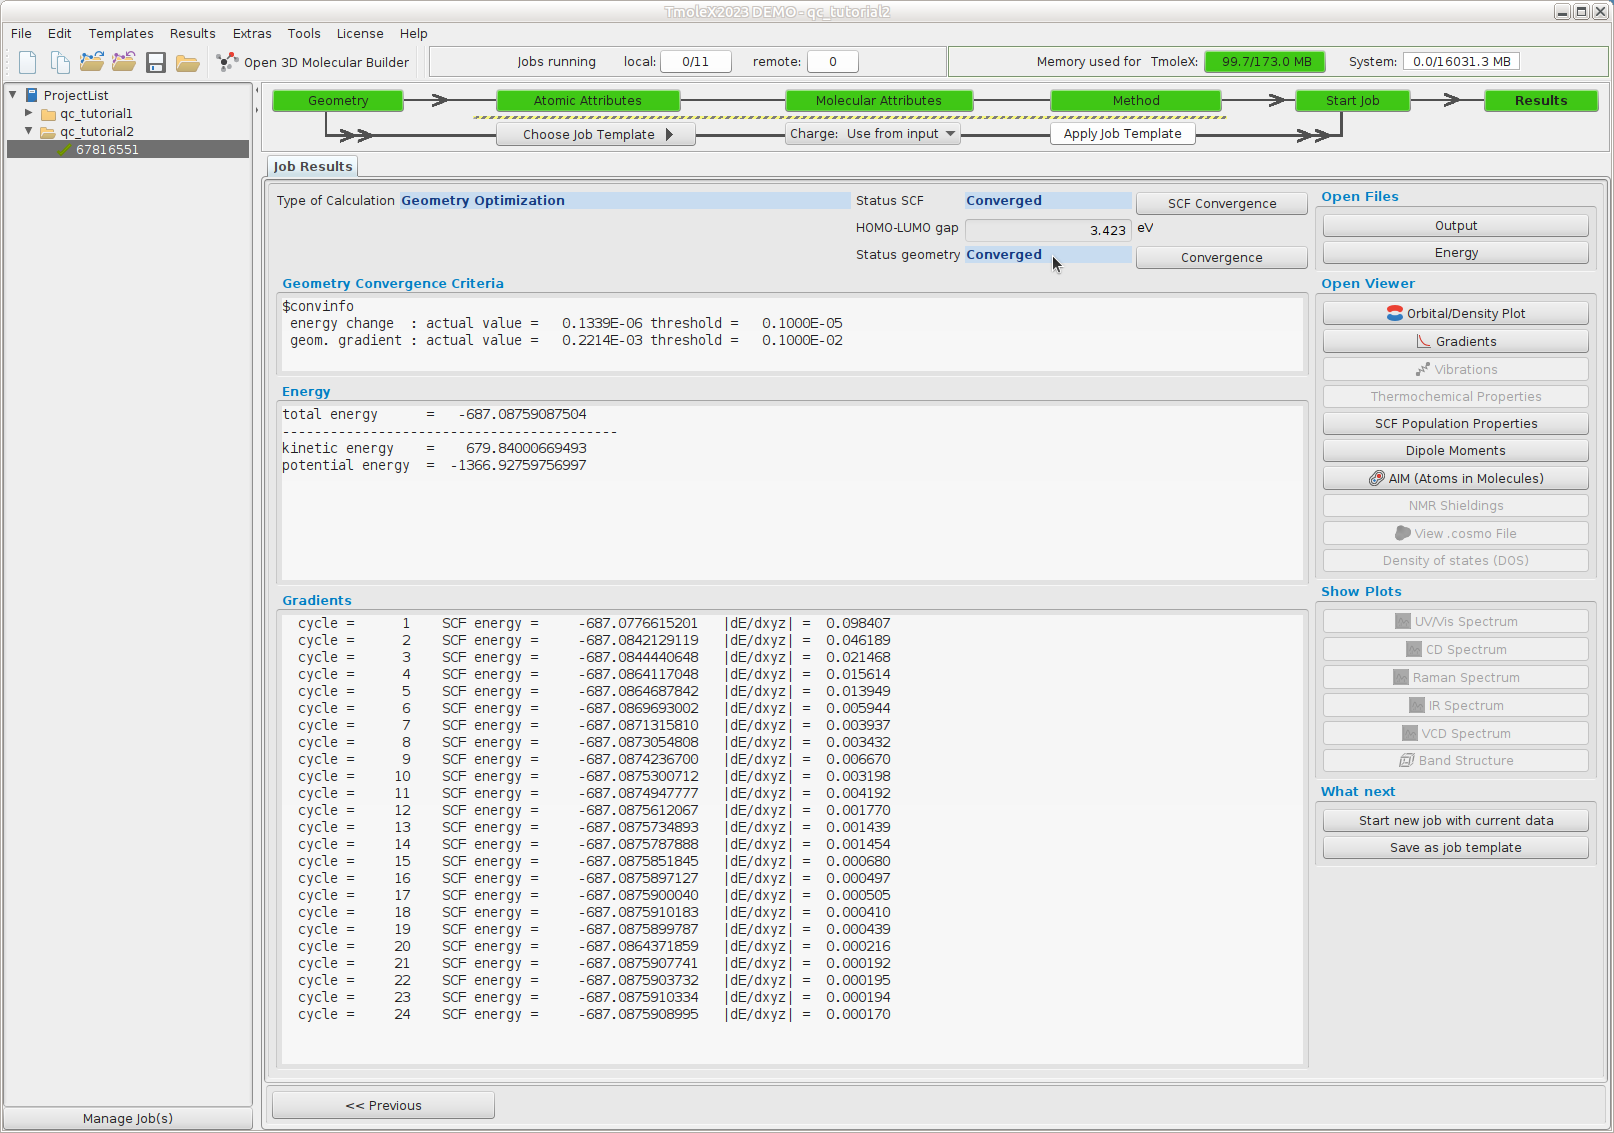 TmoleX2023 DEMO - qc_tutorial2
File Edit Templates Results Extras Tools License Help
Open 3D Molecular Builder Jobs running local: 0/11 remote: 0 Memory used for TmoleX: 99.7/173.0 MB System: 0.0/16031.3 MB
ProjectList
qc_tutorial1
qc_tutorial2
67816551
Manage Job(s)
Geometry Atomic Attributes Molecular Attributes Method Start Job Results
Choose Job Template Charge: Use from input Apply Job Template
Job Results
Type of Calculation Geometry Optimization Status SCF Converged SCF Convergence
HOMO-LUMO gap 3.423 eV
Status geometry Converged Convergence
Geometry Convergence Criteria
$convinfo
energy change : actual value = 0.1339E-06 threshold = 0.1000E-05
geom. gradient : actual value = 0.2214E-03 threshold = 0.1000E-02
Energy
total energy = -687.08759087504
------------------------------------------
kinetic energy = 679.84000669493
potential energy = -1366.92759756997
Gradients
cycle = 1 SCF energy = -687.0776615201 |dE/dxyz| = 0.098407
cycle = 2 SCF energy = -687.0842129119 |dE/dxyz| = 0.046189
cycle = 3 SCF energy = -687.0844440648 |dE/dxyz| = 0.021468
cycle = 4 SCF energy = -687.0864117048 |dE/dxyz| = 0.015614
cycle = 5 SCF energy = -687.0864687842 |dE/dxyz| = 0.013949
cycle = 6 SCF energy = -687.0869693002 |dE/dxyz| = 0.005944
cycle = 7 SCF energy = -687.0871315810 |dE/dxyz| = 0.003937
cycle = 8 SCF energy = -687.0873054808 |dE/dxyz| = 0.003432
cycle = 9 SCF energy = -687.0874236700 |dE/dxyz| = 0.006670
cycle = 10 SCF energy = -687.0875300712 |dE/dxyz| = 0.003198
cycle = 11 SCF energy = -687.0874947777 |dE/dxyz| = 0.004192
cycle = 12 SCF energy = -687.0875612067 |dE/dxyz| = 0.001770
cycle = 13 SCF energy = -687.0875734893 |dE/dxyz| = 0.001439
cycle = 14 SCF energy = -687.0875787888 |dE/dxyz| = 0.001454
cycle = 15 SCF energy = -687.0875851845 |dE/dxyz| = 0.000680
cycle = 16 SCF energy = -687.0875897127 |dE/dxyz| = 0.000497
cycle = 17 SCF energy = -687.0875900040 |dE/dxyz| = 0.000505
cycle = 18 SCF energy = -687.0875910183 |dE/dxyz| = 0.000410
cycle = 19 SCF energy = -687.0875899787 |dE/dxyz| = 0.000439
cycle = 20 SCF energy = -687.0864371859 |dE/dxyz| = 0.000216
cycle = 21 SCF energy = -687.0875907741 |dE/dxyz| = 0.000192
cycle = 22 SCF energy = -687.0875903732 |dE/dxyz| = 0.000195
cycle = 23 SCF energy = -687.0875910334 |dE/dxyz| = 0.000194
cycle = 24 SCF energy = -687.0875908995 |dE/dxyz| = 0.000170
<< Previous
Open Files
Output
Energy
Open Viewer
Orbital/Density Plot
Gradients
Vibrations
Thermochemical Properties
SCF Population Properties
Dipole Moments
AIM (Atoms in Molecules)
NMR Shieldings
View .cosmo File
Density of states (DOS)
Show Plots
UV/Vis Spectrum
CD Spectrum
Raman Spectrum
IR Spectrum
VCD Spectrum
Band Structure
What next
Start new job with current data
Save as job template